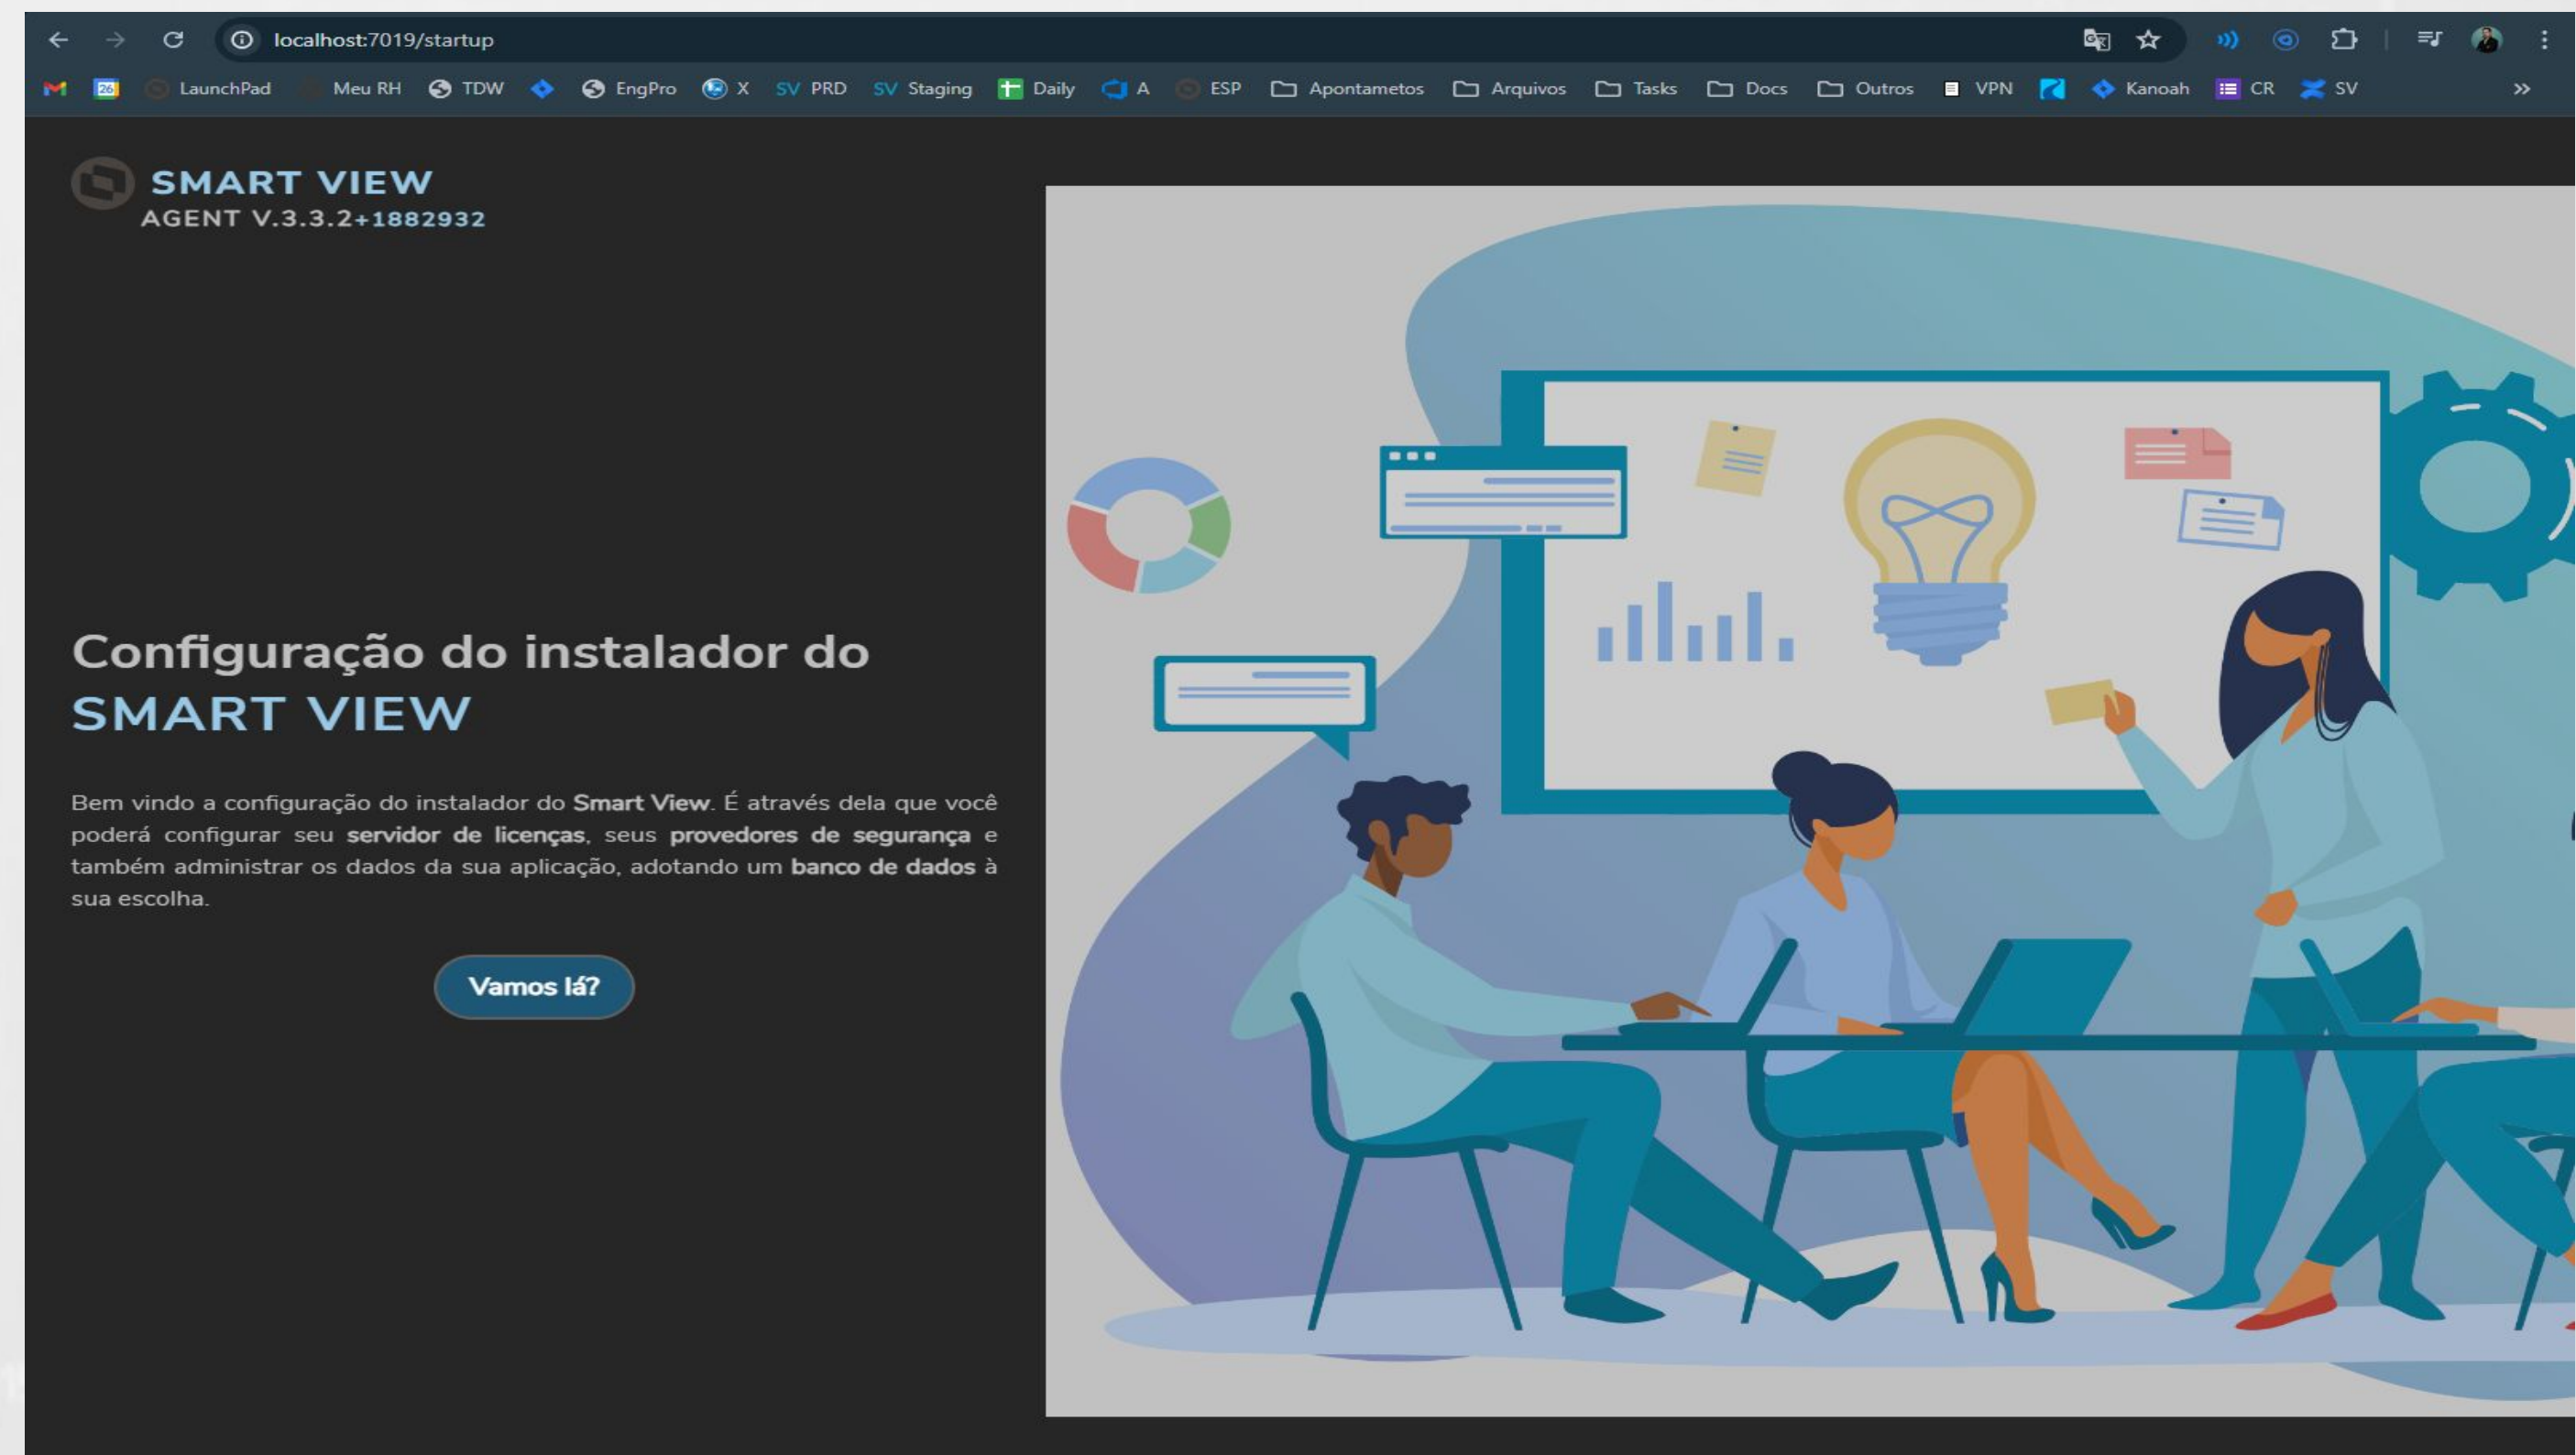 localhost:7019/startup
26 LaunchPad Meu RH TDW EngPro X SV PRD SV Staging Daily A ESP Apontametos Arquivos Tasks Docs Outros VPN Kanoah CR SV »
SMART VIEW
AGENT V.3.3.2+1882932
Configuração do instalador do
SMART VIEW
Bem vindo a configuração do instalador do Smart View. É através dela que você
poderá configurar seu servidor de licenças, seus provedores de segurança e
também administrar os dados da sua aplicação, adotando um banco de dados à
sua escolha.
Vamos lá?